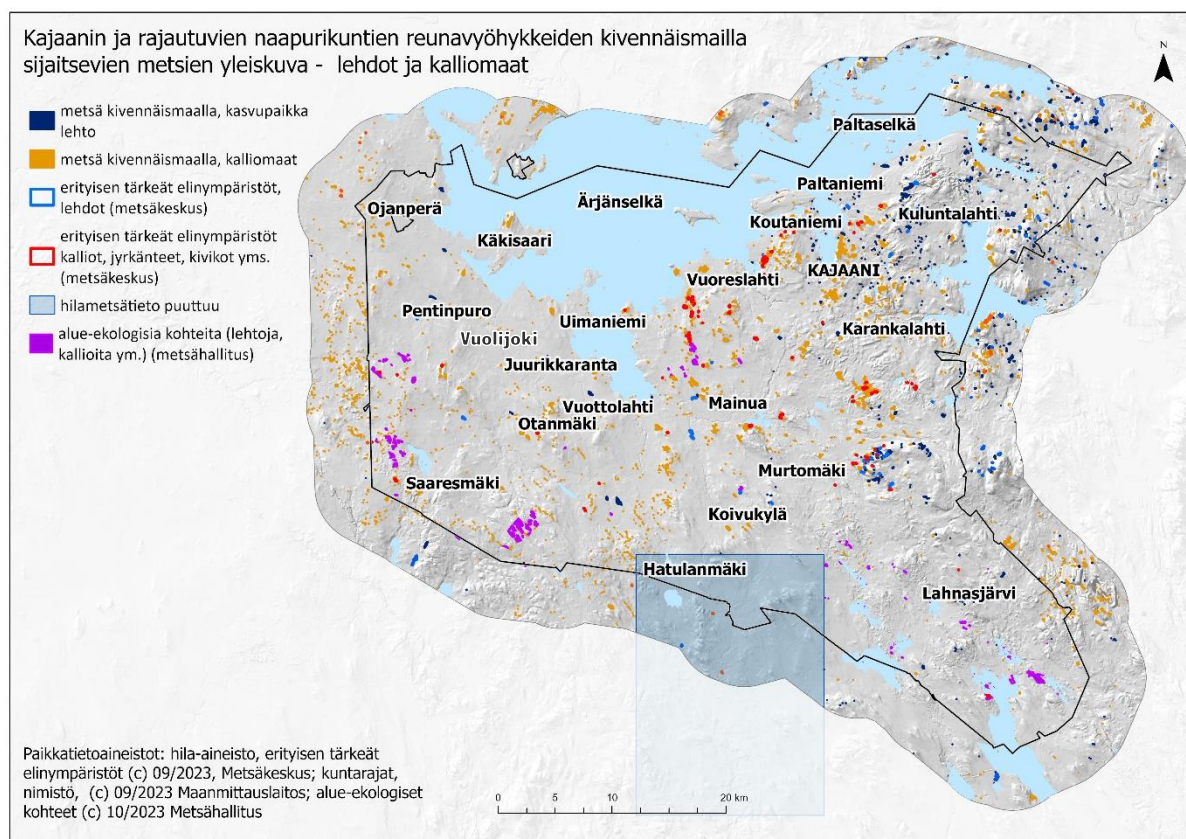 Kajaanin ja rajautuvien naapurikuntien reunavyöhykkeiden kivennäismailla
sijaitsevien metsien yleiskuva - lehdot ja kalliomaat
metsä kivennäismaalla, kasvupaikka
lehto
metsä kivennäismaalla, kalliomaat
erityisen tärkeät elinympäristöt,
lehdot (metsäkeskus)
erityisen tärkeät elinympäristöt
kalliot, jyrkänteet, kivikot yms.
(metsäkeskus)
hilametsätieto puuttuu
alue-ekologisia kohteita (lehtoja,
kallioita ym.) (metsähallitus)
N
Paltaselkä
Paltaniemi
Ojanperä
Ärjänselkä
Kuluntalahti
Koutaniemi
Käkisaari
KAJAANI
Vuoreslahti
Pentinpuro
Uimaniemi
Karankalahti
Vuolijoki
Juurikkaranta
Vuottolahti
Mainua
Otanmäki
Murtomäki
Saaresmäki
Koivukylä
Hatulanmäki
Lahnasjärvi
Paikkatietoaineistot: hila-aineisto, erityisen tärkeät
elinympäristöt (c) 09/2023, Metsäkeskus; kuntarajat,
nimistö, (c) 09/2023 Maanmittauslaitos; alue-ekologiset
kohteet (c) 10/2023 Metsähallitus
0 5 10 20 km